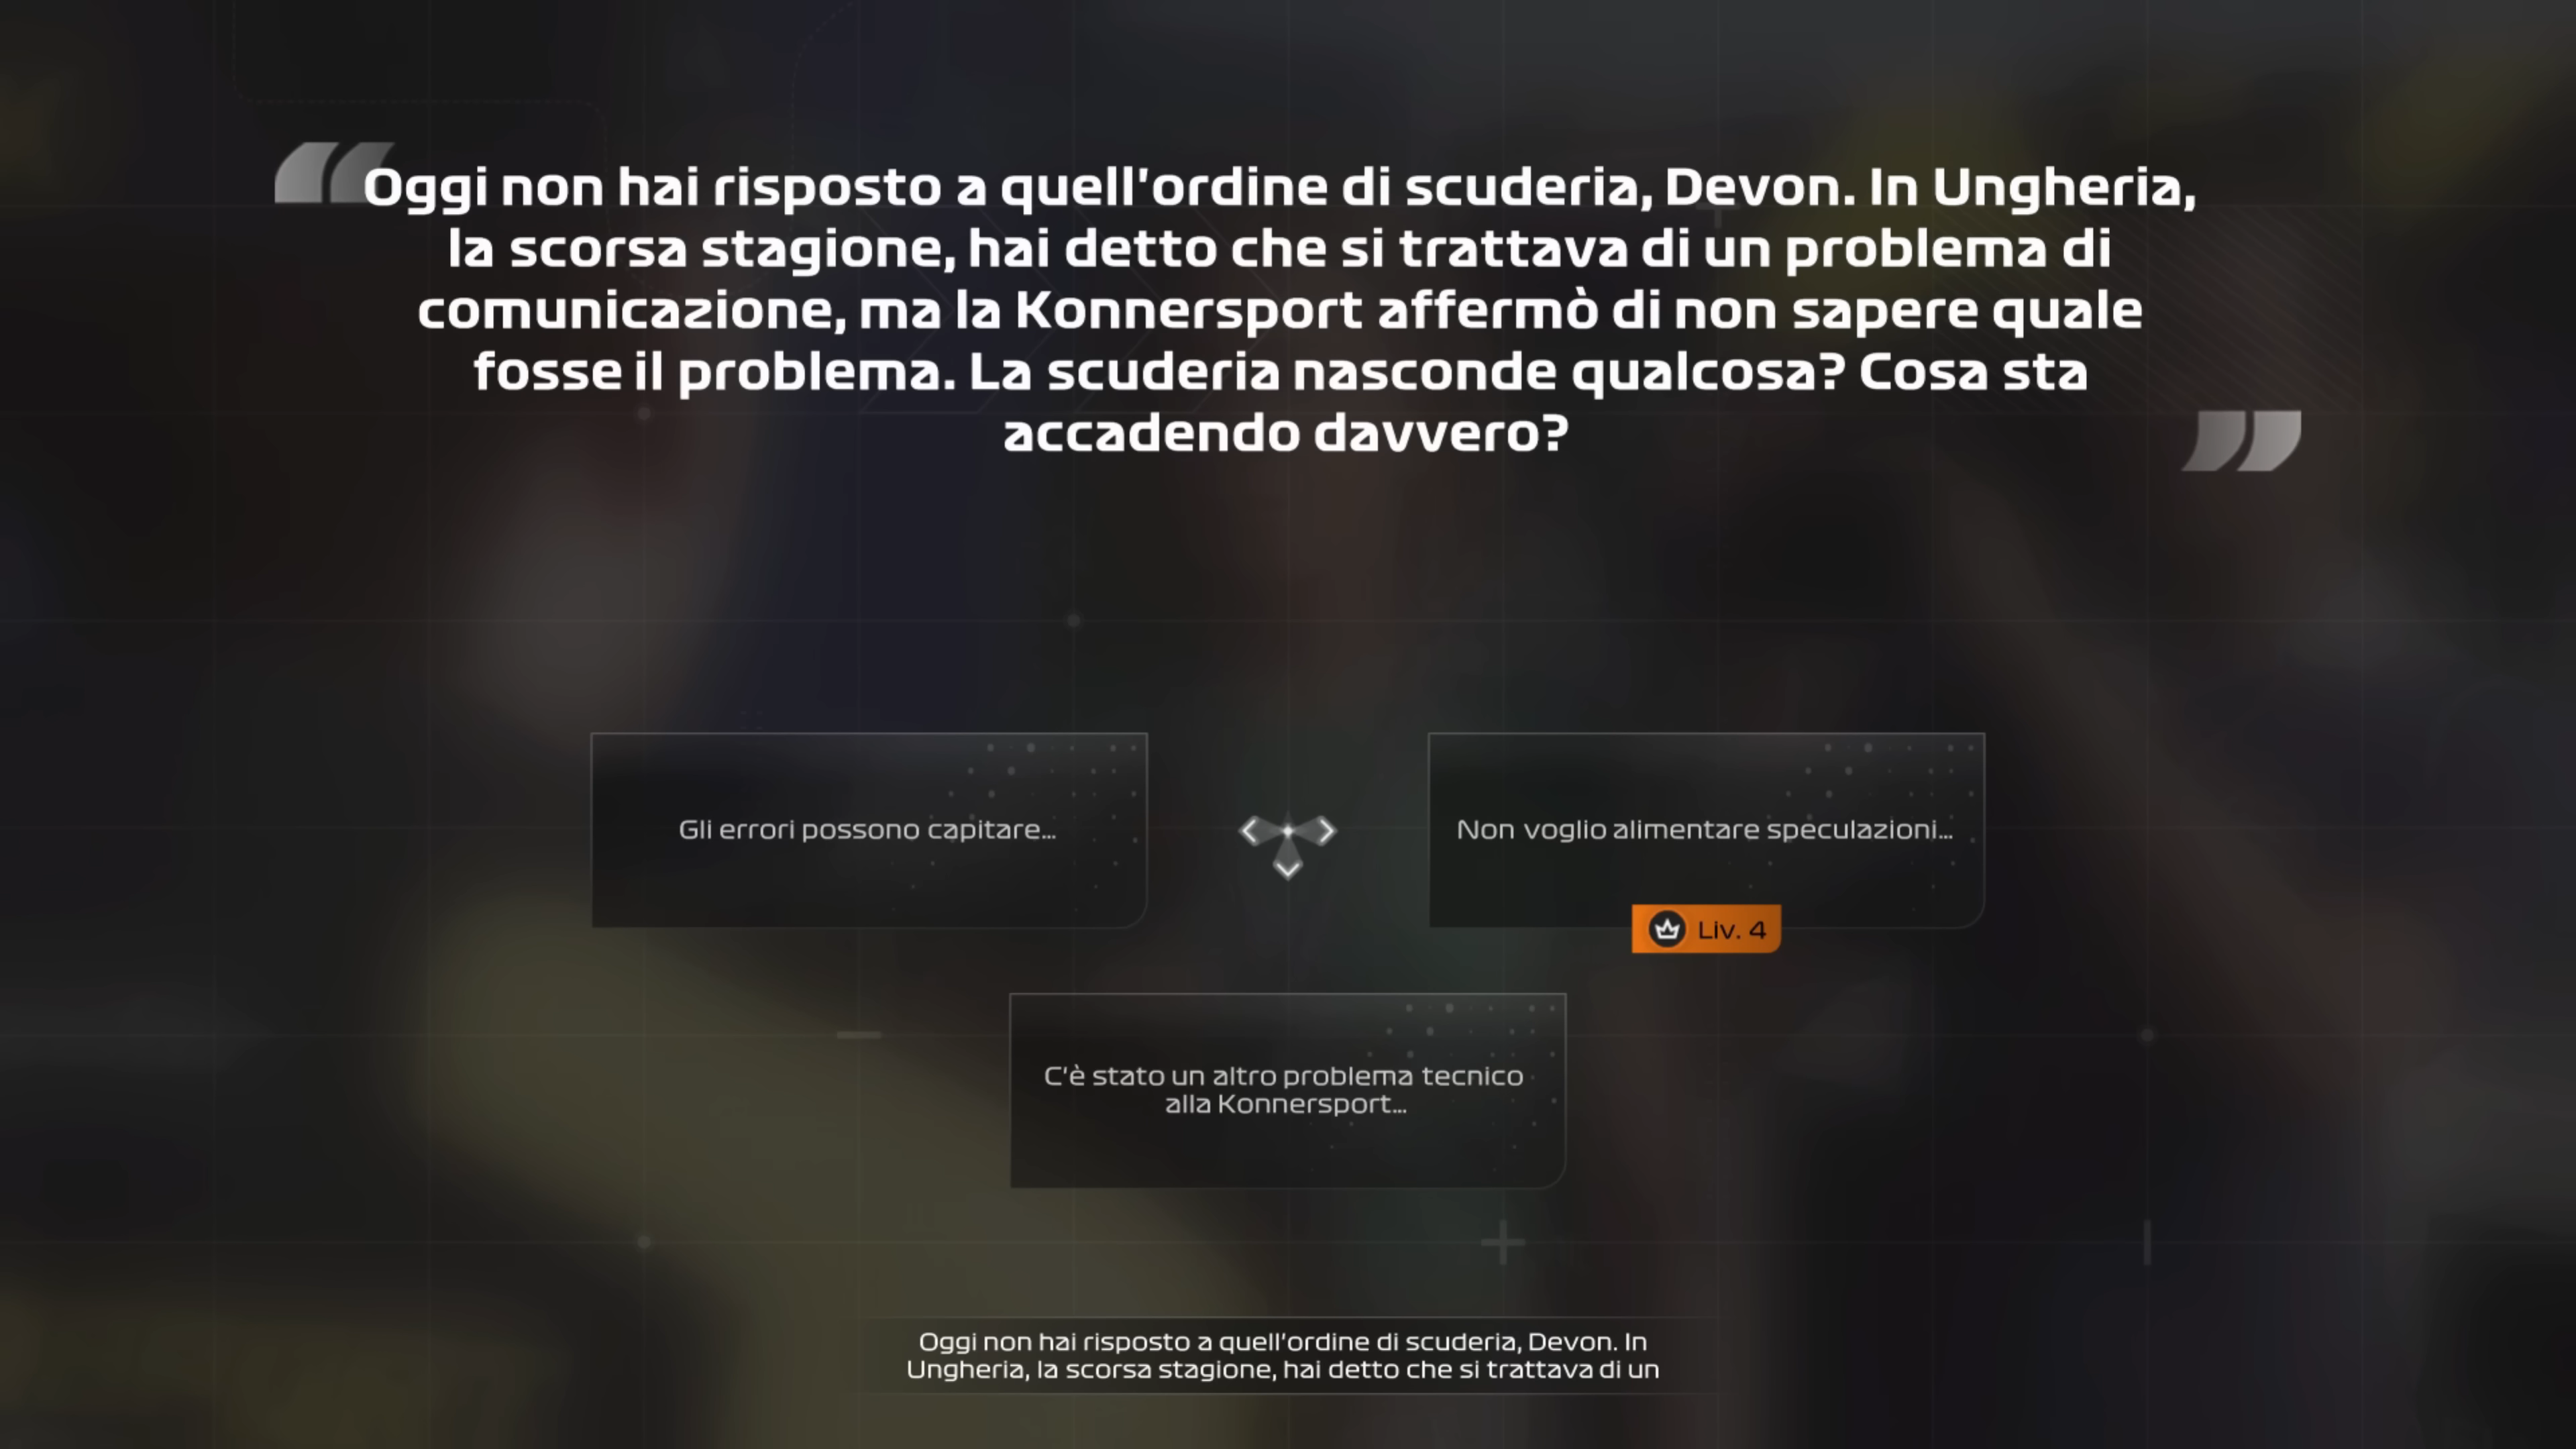 Oggi non hai risposto a quell'ordine di scuderia, Devon. In Ungheria,
la scorsa stagione, hai detto che si trattava di un problema di
comunicazione, ma la Konnersport affermò di non sapere quale
fosse il problema. La scuderia nasconde qualcosa? Cosa sta
accadendo davvero?
Gli errori possono capitare...
Non voglio alimentare speculazioni...
Liv. 4
C'è stato un altro problema tecnico
alla Konnersport...
Oggi non hai risposto a quell'ordine di scuderia, Devon. In
Ungheria, la scorsa stagione, hai detto che si trattava di un